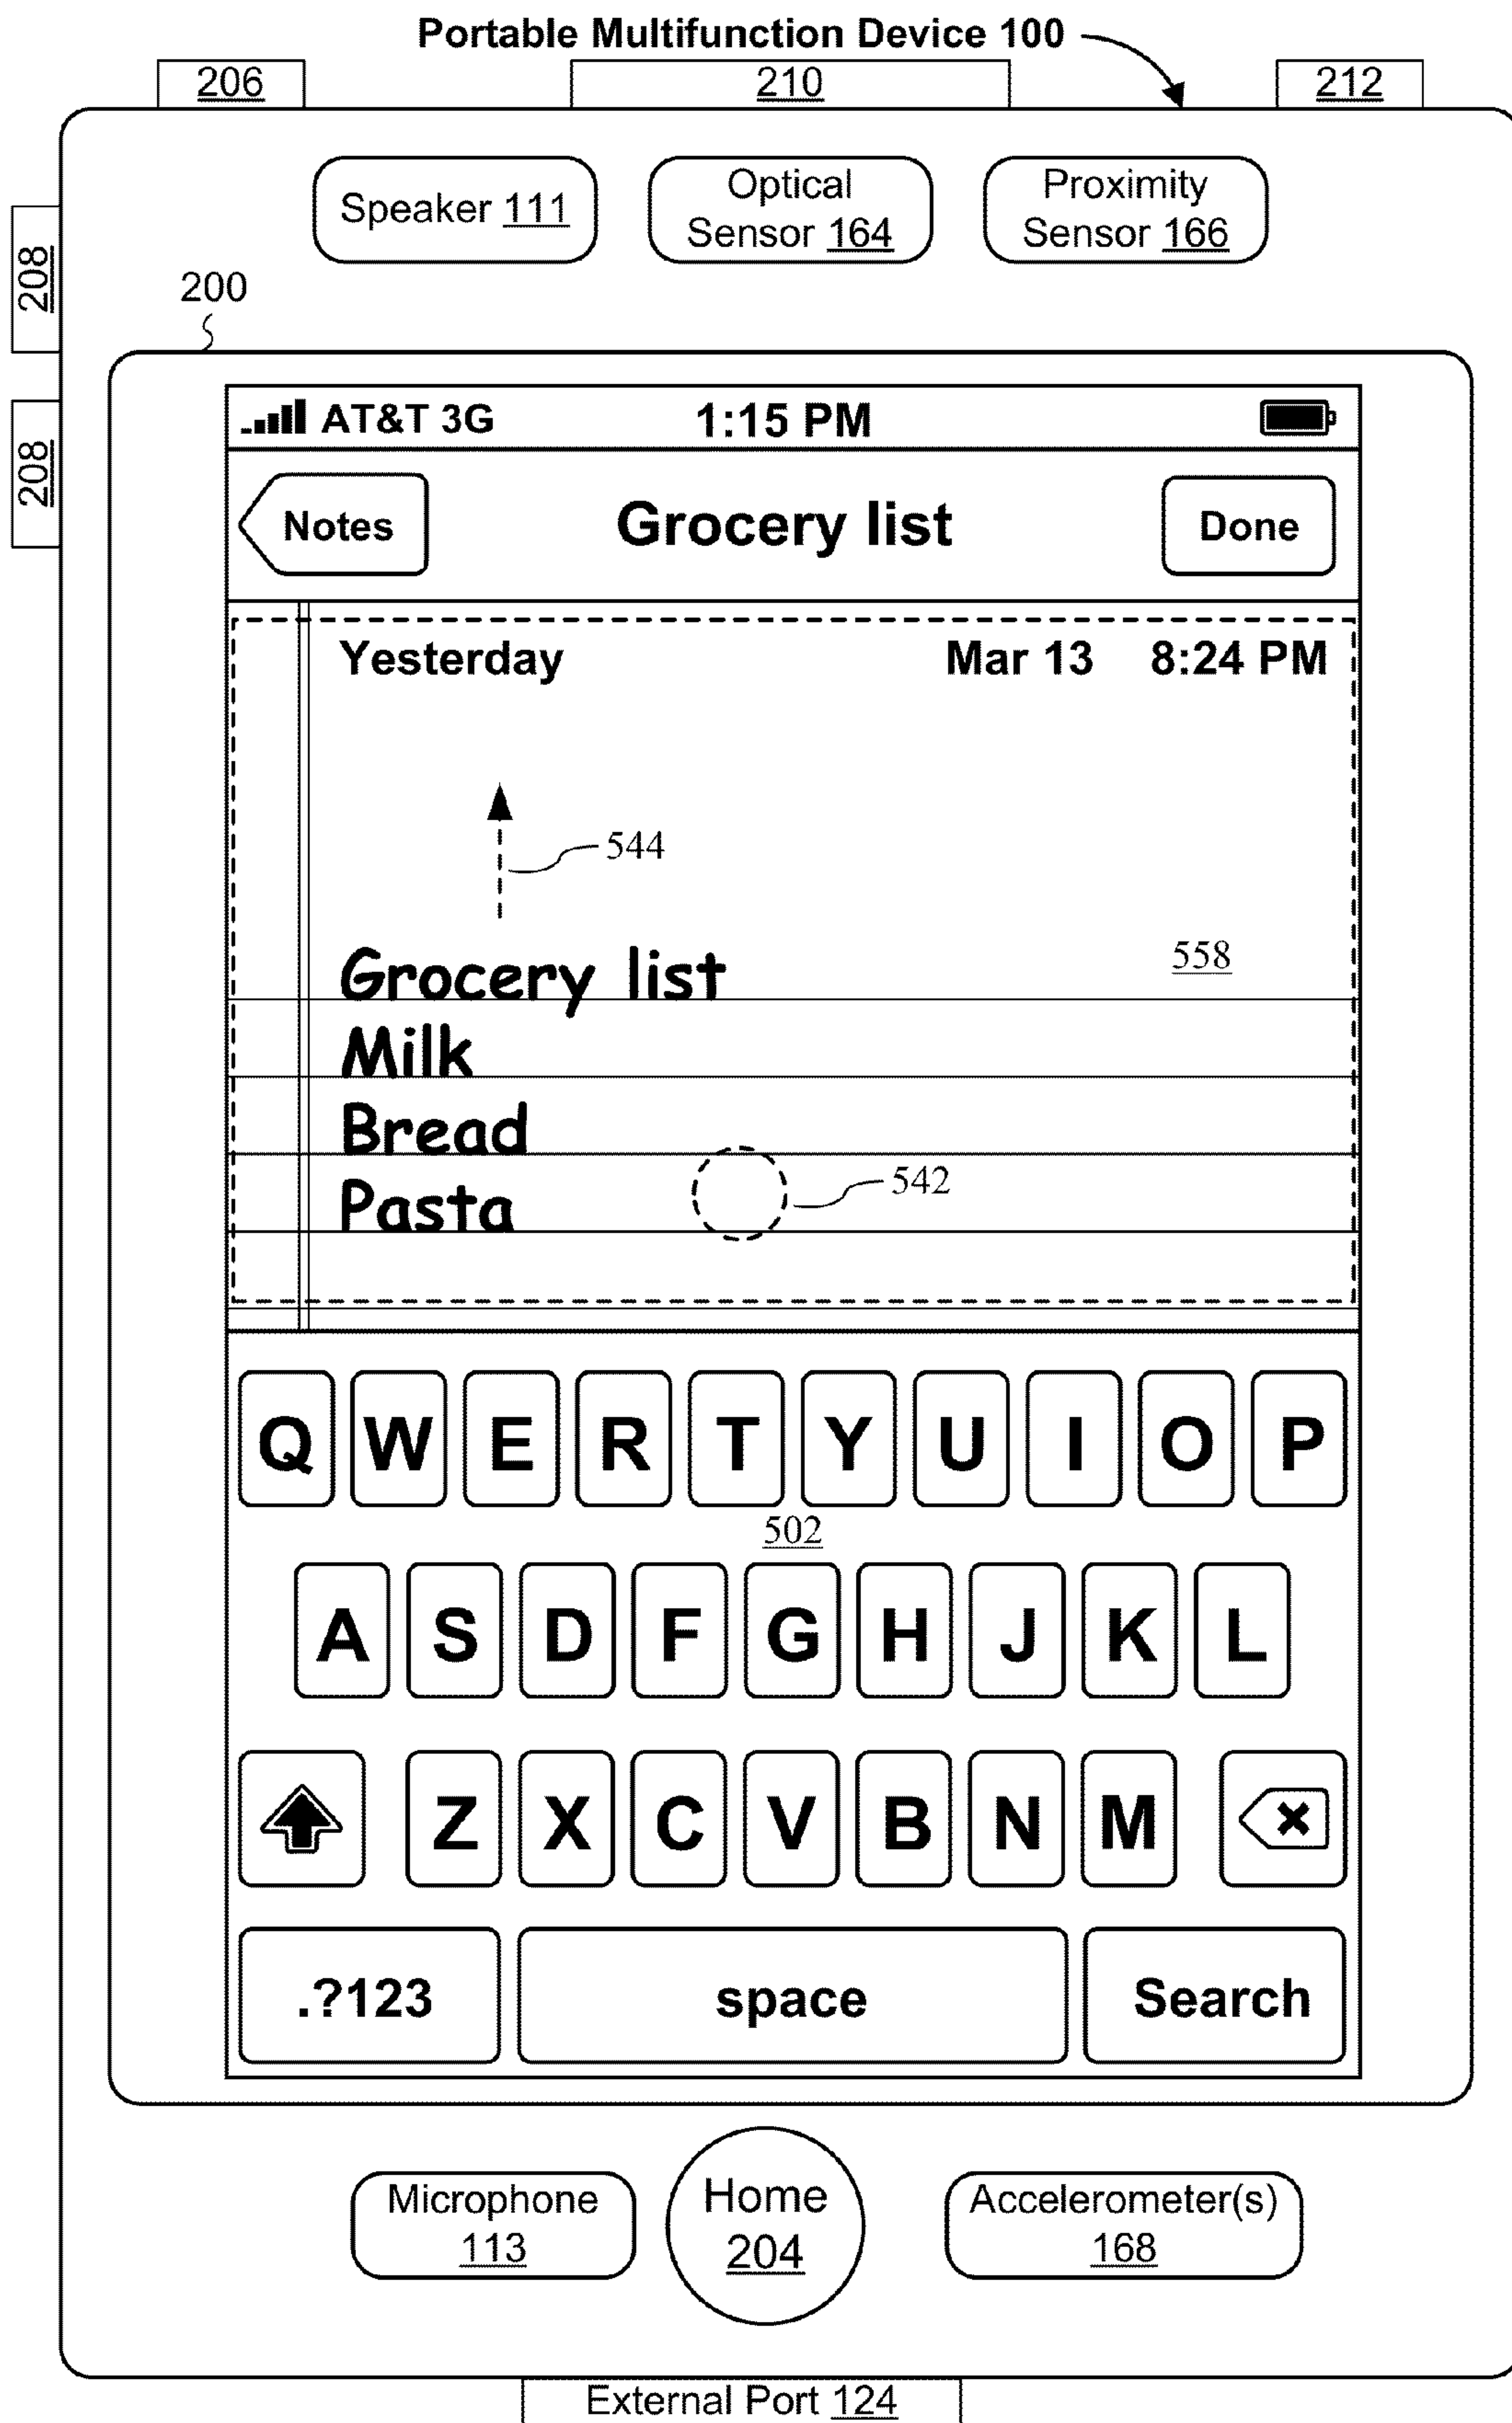 Portable Multifunction Device 100
206 210 212
Speaker 111
Optical
Sensor 164
Proximity
Sensor 166
208
200
208
AT&T 3G 1:15 PM
Notes Grocery list Done
Yesterday Mar 13 8:24 PM
544
Grocery list
558
Milk
Bread
Pasta
542
Q W E R T Y U I O P
502
A S D F G H J K L
Z X C V B N M
.?123 space Search
Microphone
113
Home
204
Accelerometer(s)
168
External Port 124